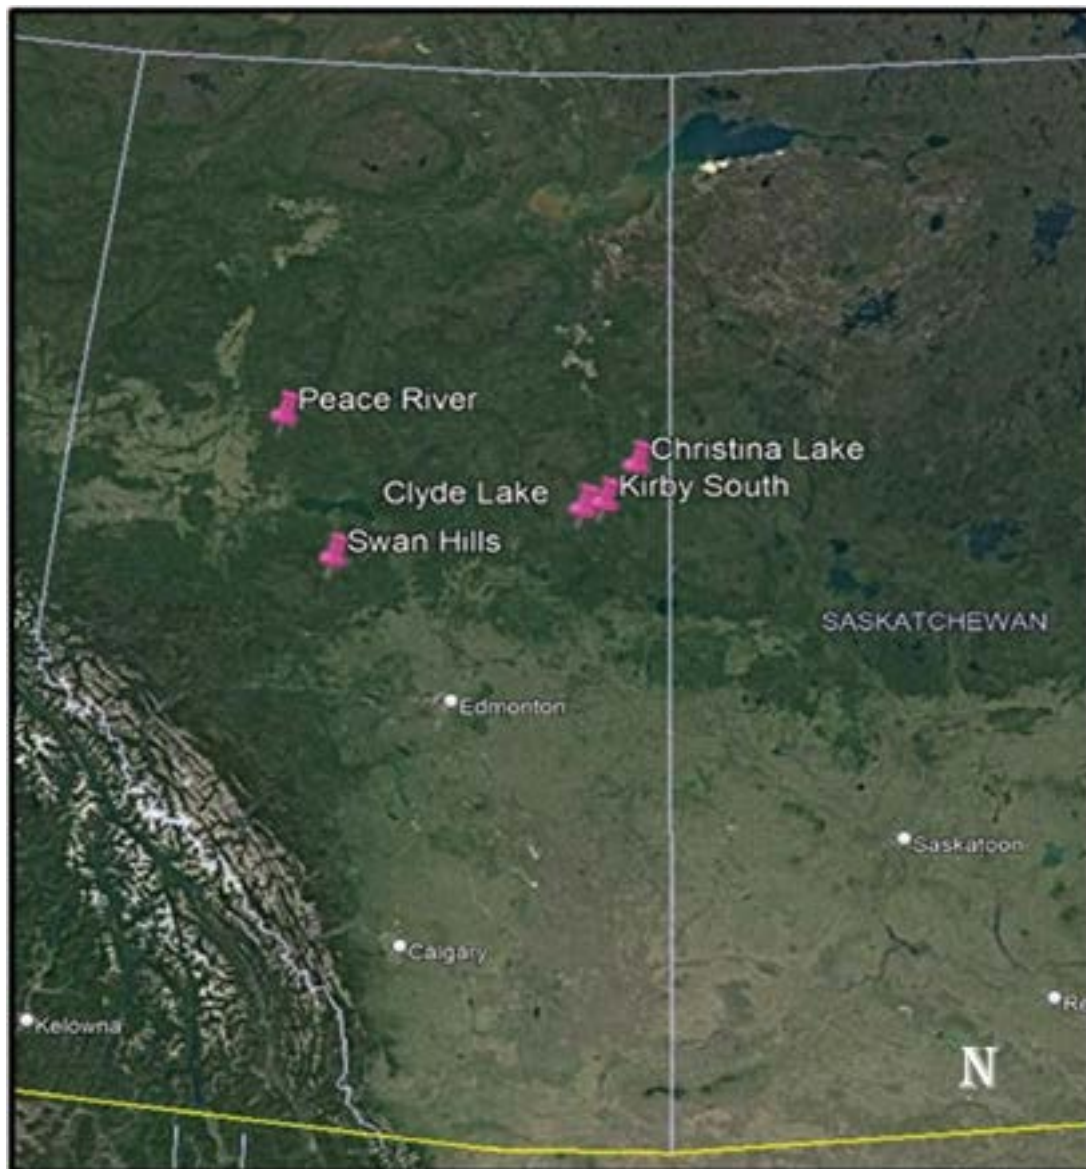 Peace River
Christina Lake
Clyde Lake
Kirby South
Swan Hills
SASKATCHEWAN
Edmonton
Saskatoon
Calgary
Kelowna
N